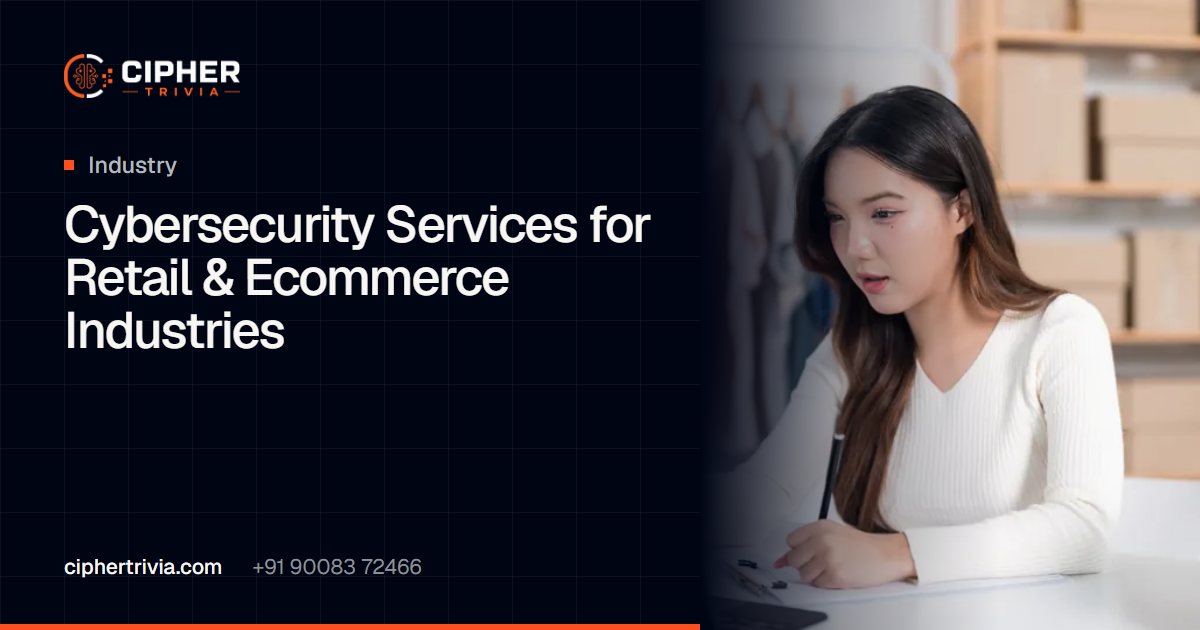 CIPHER
TRIVIA
Industry
Cybersecurity Services for
Retail & Ecommerce
Industries
ciphertrivia.com
+91 90083 72466